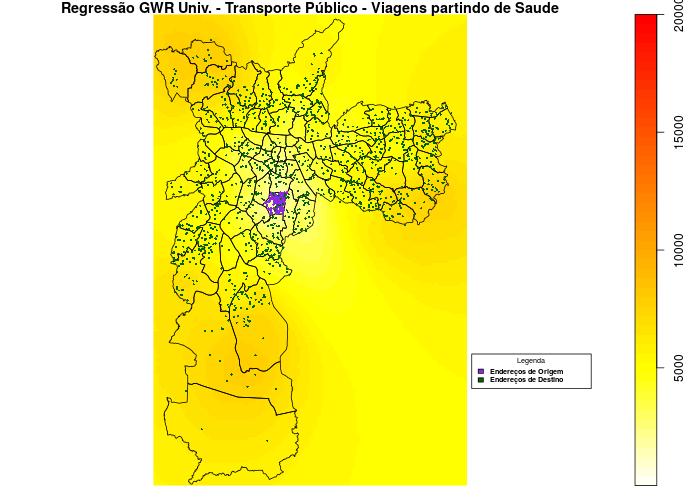 Regressão GWR Univ. - Transporte Público - Viagens partindo de Saude
20000
15000
10000
5000
Legenda
Endereços de Origem
Endereços de Destino